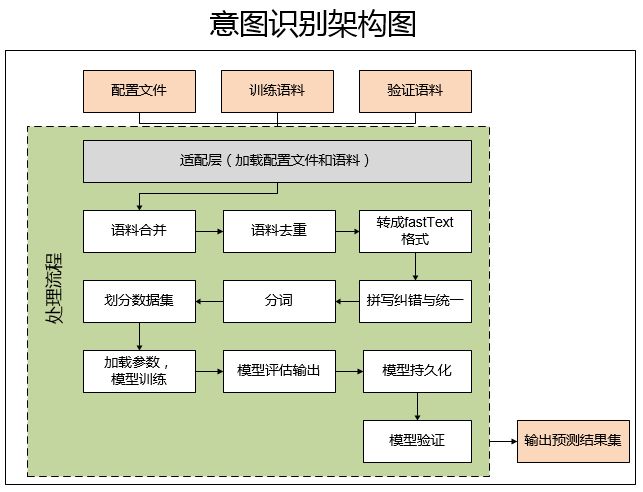 意图识别架构图
配置文件
训练语料
验证语料
适配层（加载配置文件和语料）
处理流程
语料合并
语料去重
转成fastText
格式
划分数据集
分词
拼写纠错与统一
加载参数，
模型训练
模型评估输出
模型持久化
模型验证
输出预测结果集